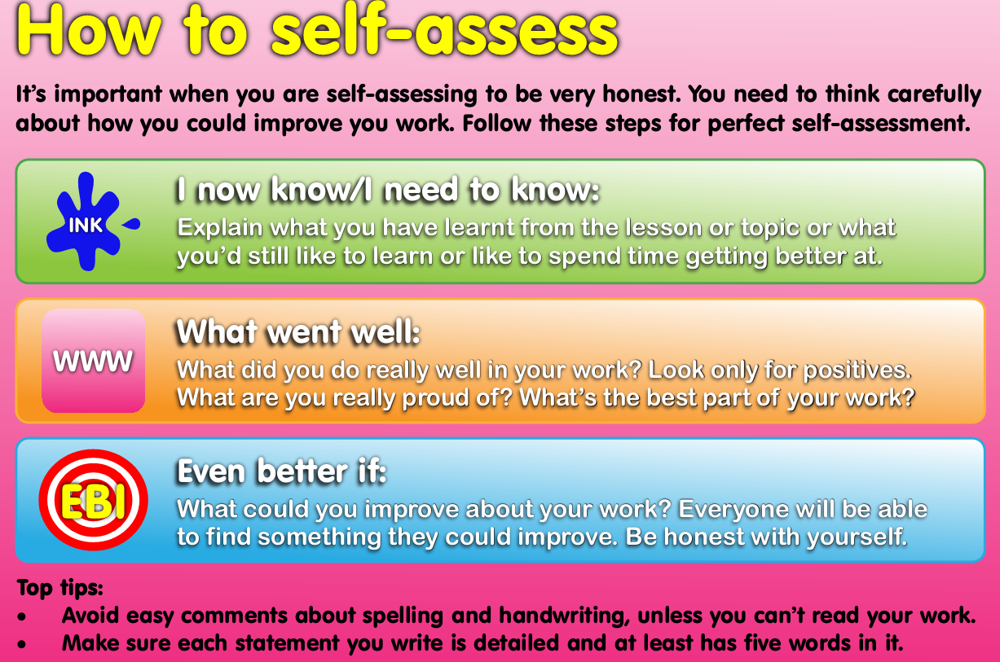 How to self-assess
It's important when you are self-assessing to be very honest. You need to think carefully
about how you could improve you work. Follow these steps for perfect self-assessment.
INK
I now know/I need to know:
Explain what you have learnt from the lesson or topic or what
you'd still like to learn or like to spend time getting better at.
WWW
What went well:
What did you do really well in your work? Look only for positives.
What are you really proud of? What's the best part of your work?
EBI
Even better if:
What could you improve about your work? Everyone will be able
to find something they could improve. Be honest with yourself.
Top tips:
• Avoid easy comments about spelling and handwriting, unless you can't read your work.
• Make sure each statement you write is detailed and at least has five words in it.